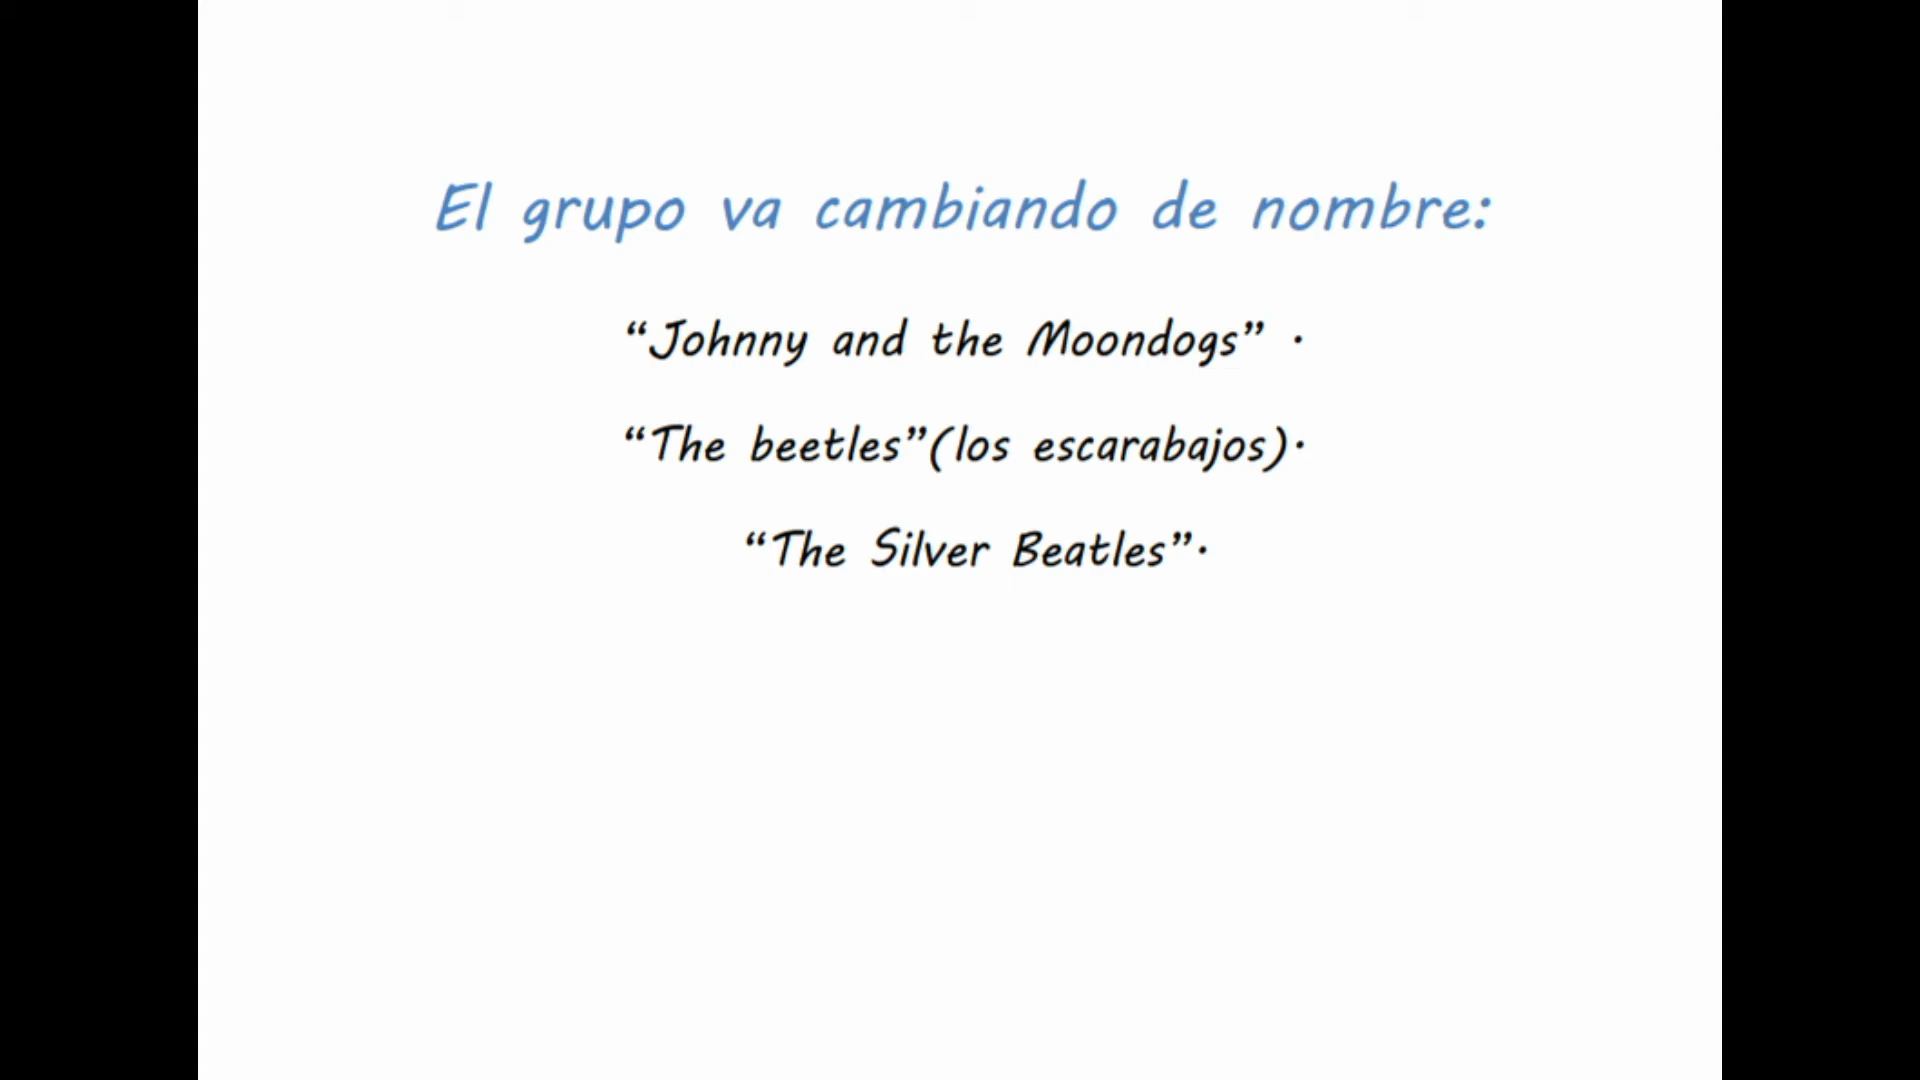 El grupo va cambiando de nombre:
“Johnny and the Moondogs” .
“The beetles”(los escarabajos).
“The Silver Beatles”.